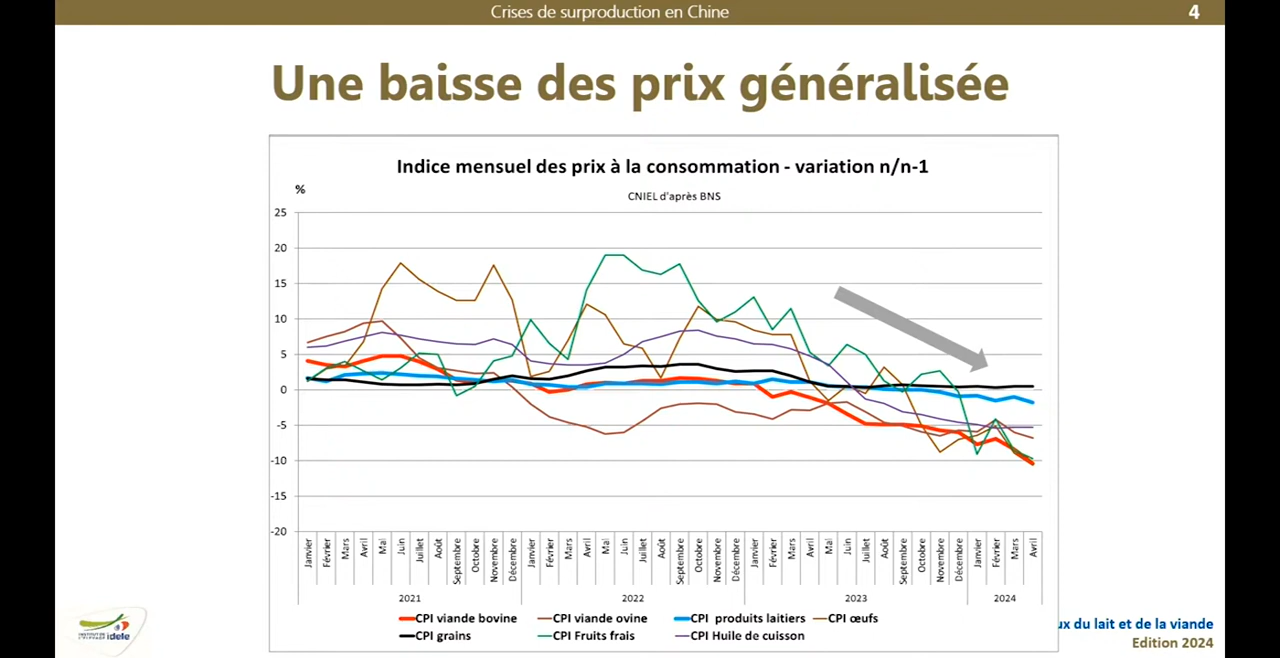 Crises de surproduction en Chine
4
Une baisse des prix généralisée
Indice mensuel des prix à la consommation - variation n/n-1
%
CNIEL d'après BNS
25
20
15
10
5
0
-5
-10
-15
-20
Janvier Février Mars Avril Mai Juin Juillet Août Septembre Octobre Novembre Décembre Janvier Février Mars Avril Mai Juin Juillet Août Septembre Octobre Novembre Décembre Janvier Février Mars Avril Mai Juin Juillet Août Septembre Octobre Novembre Décembre Janvier Février Mars Avril
2021 2022 2023 2024
CPI viande bovine CPI viande ovine CPI produits laitiers CPI œufs
CPI grains CPI Fruits frais CPI Huile de cuisson
ux du lait et de la viande
Edition 2024
idele